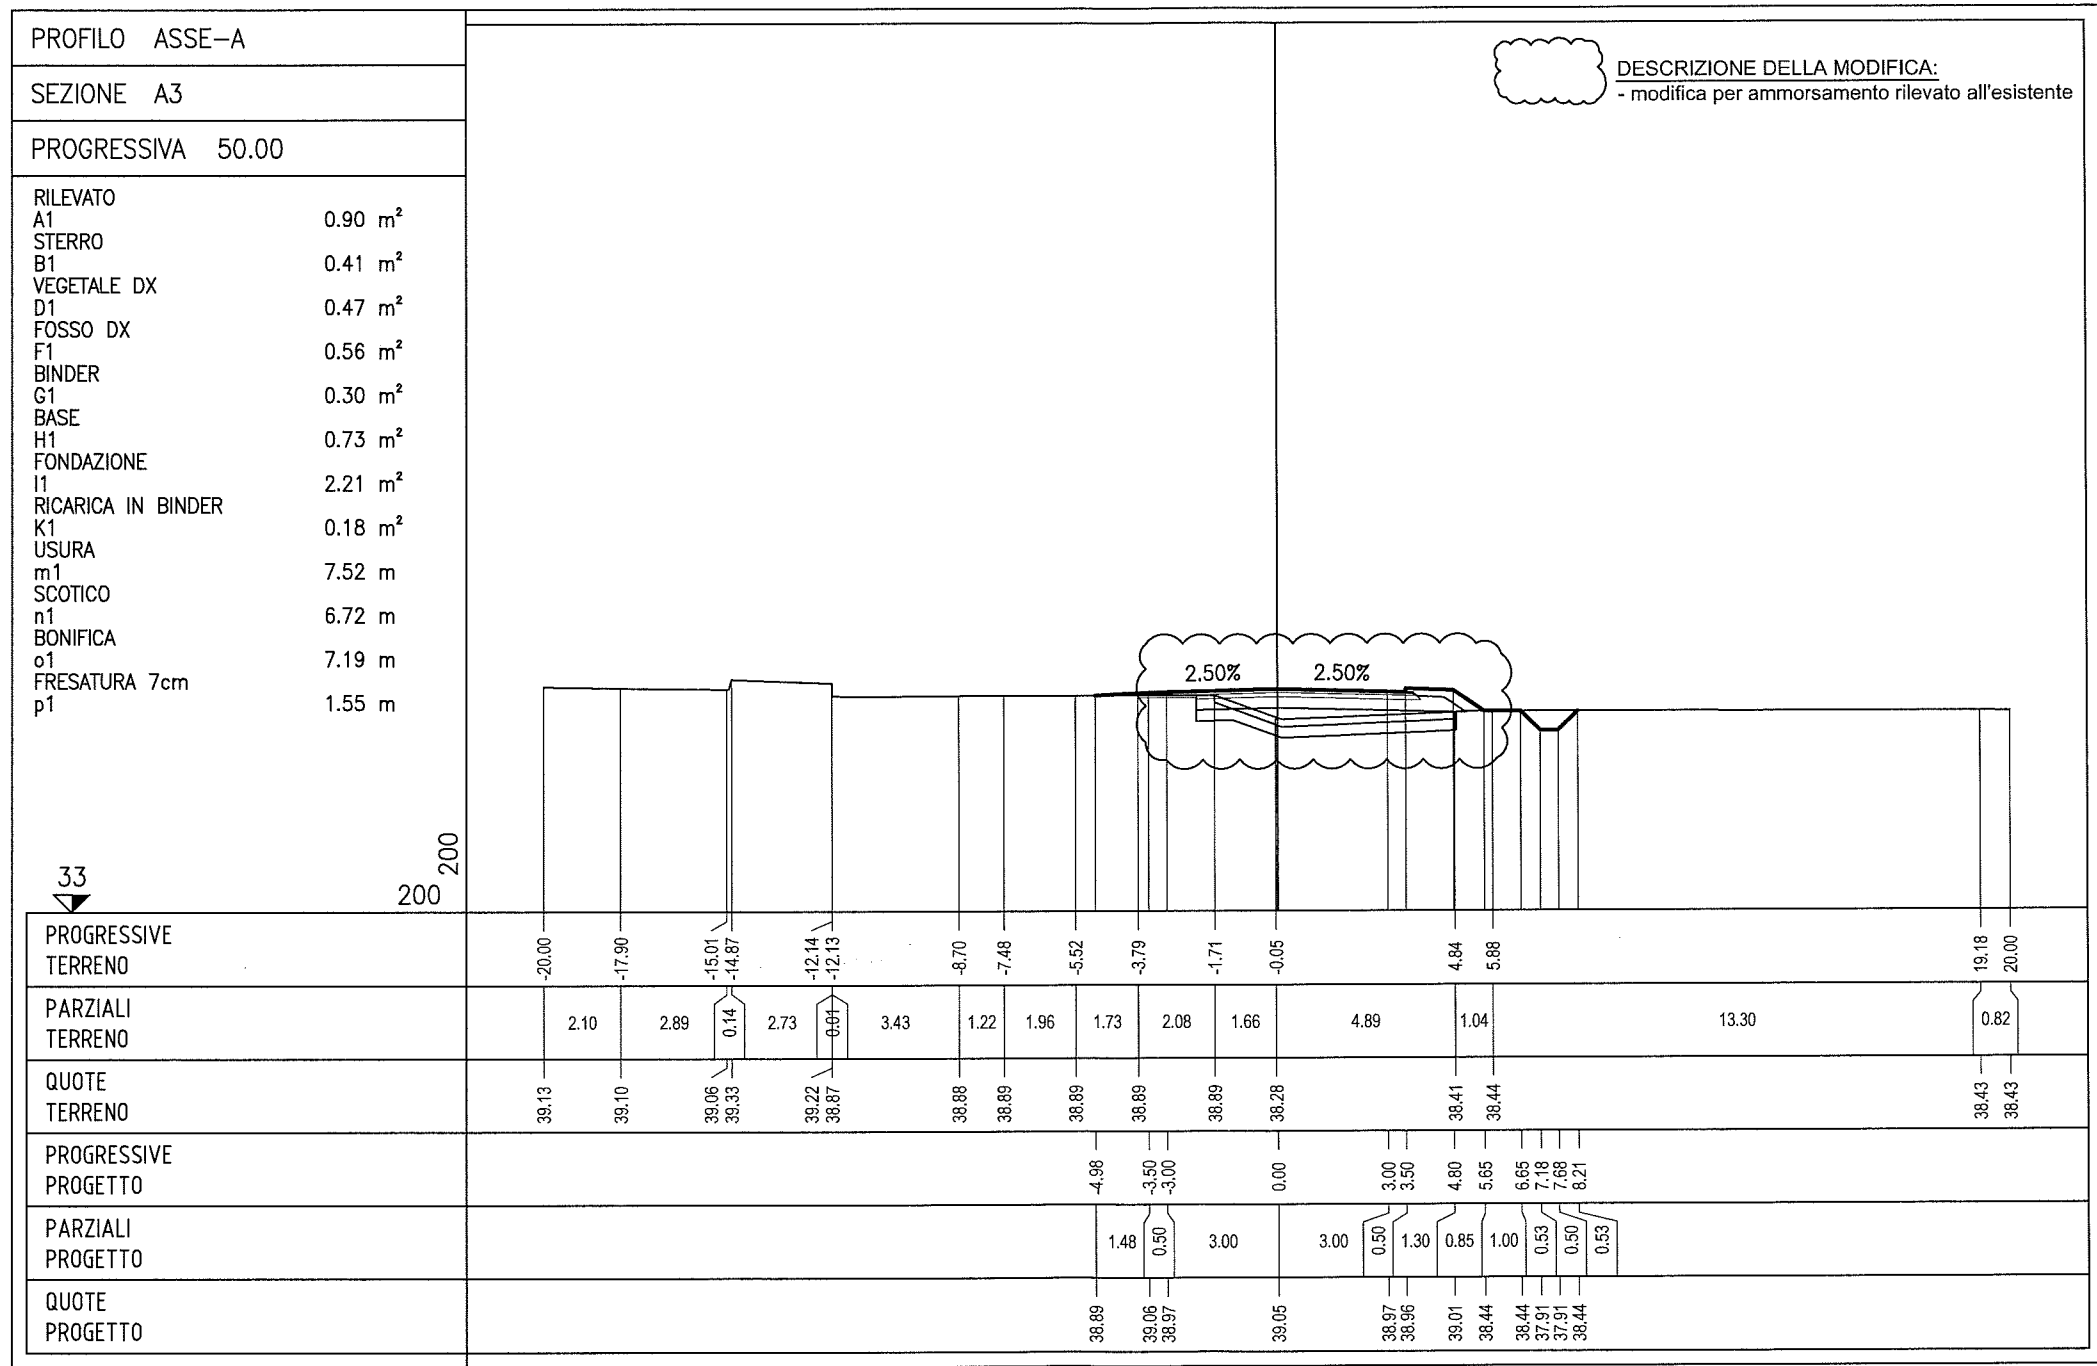 PROFILO ASSE-A
SEZIONE A3
PROGRESSIVA 50.00
DESCRIZIONE DELLA MODIFICA:
- modifica per ammorsamento rilevato all'esistente
RILEVATO
A1 0.90 m²
STERRO
B1 0.41 m²
VEGETALE DX
D1 0.47 m²
FOSSO DX
F1 0.56 m²
BINDER
G1 0.30 m²
BASE
H1 0.73 m²
FONDAZIONE
I1 2.21 m²
RICARICA IN BINDER
K1 0.18 m²
USURA
m1 7.52 m
SCOTICO
n1 6.72 m
BONIFICA
o1 7.19 m
FRESATURA 7cm
p1 1.55 m
2.50% 2.50%
33
200
200
PROGRESSIVE
TERRENO
-20.00 -17.90 -15.01 -14.87 -12.14 -12.13 -8.70 -7.48 -5.52 -3.79 -1.71 -0.05 4.84 5.88 19.18 20.00
PARZIALI
TERRENO
2.10 2.89 0.14 2.73 0.01 3.43 1.22 1.96 1.73 2.08 1.66 4.89 1.04 13.30 0.82
QUOTE
TERRENO
39.13 39.10 39.06 39.33 39.22 38.87 38.88 38.89 38.89 38.89 38.89 38.28 38.41 38.44 38.43 38.43
PROGRESSIVE
PROGETTO
-4.98 -3.50 -3.00 0.00 3.00 3.50 4.80 5.65 6.65 7.18 7.68 8.21
PARZIALI
PROGETTO
1.48 0.50 3.00 3.00 0.50 1.30 0.85 1.00 0.53 0.50 0.53
QUOTE
PROGETTO
38.89 39.06 38.97 39.05 38.97 38.96 39.01 38.44 38.44 37.91 37.91 38.44